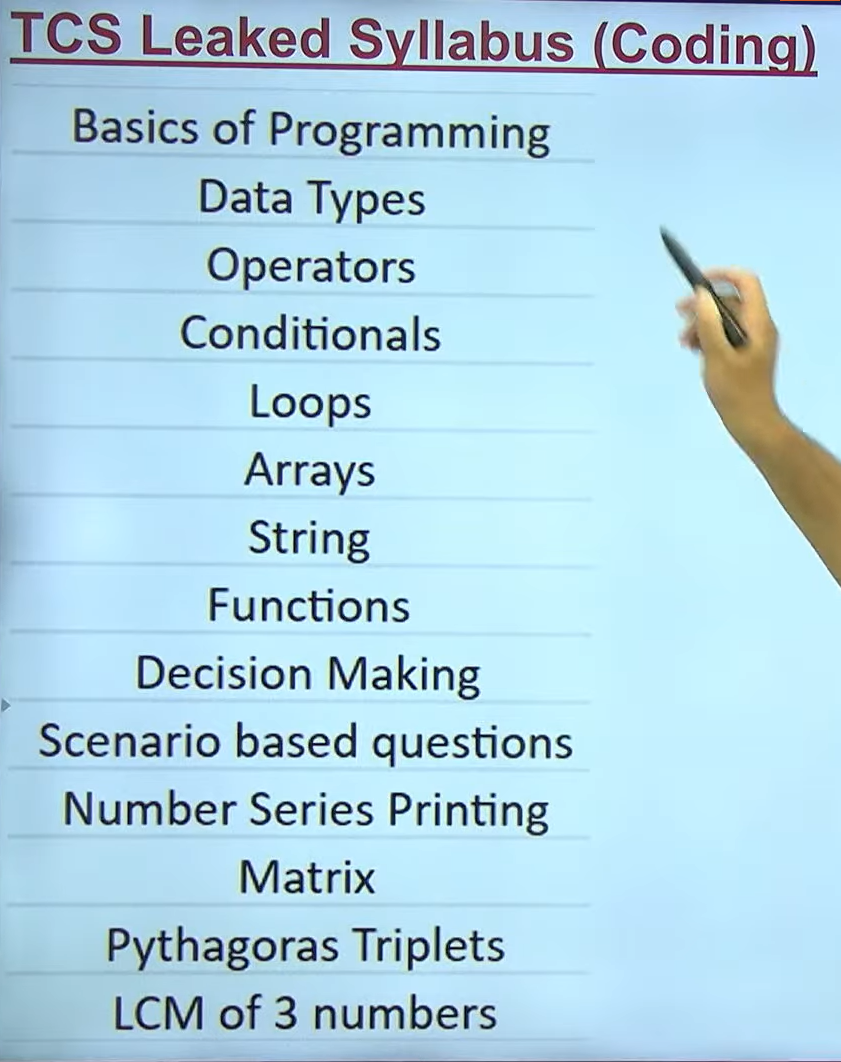 TCS Leaked Syllabus (Coding)
Basics of Programming
Data Types
Operators
Conditionals
Loops
Arrays
String
Functions
Decision Making
Scenario based questions
Number Series Printing
Matrix
Pythagoras Triplets
LCM of 3 numbers